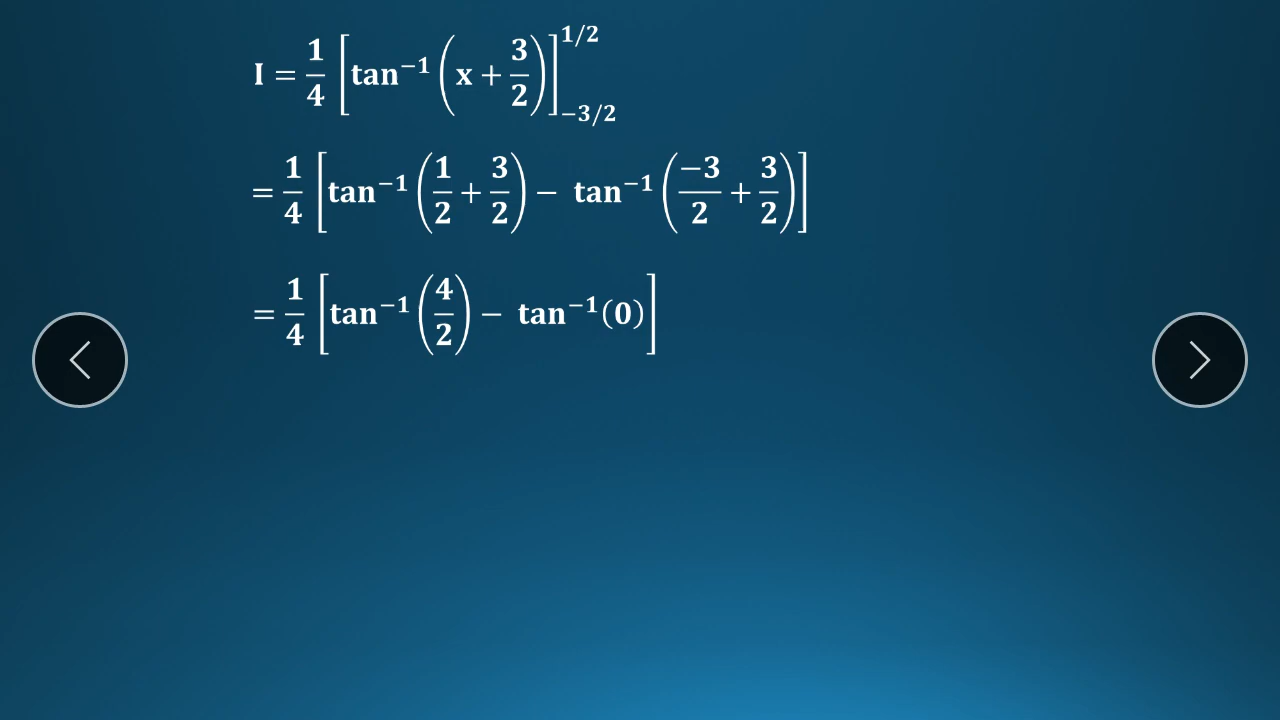 I = 1/4 [tan⁻¹ (x + 3/2)]₋₃/₂^1/2
= 1/4 [tan⁻¹ (1/2 + 3/2) − tan⁻¹ (−3/2 + 3/2)]
= 1/4 [tan⁻¹ (4/2) − tan⁻¹(0)]